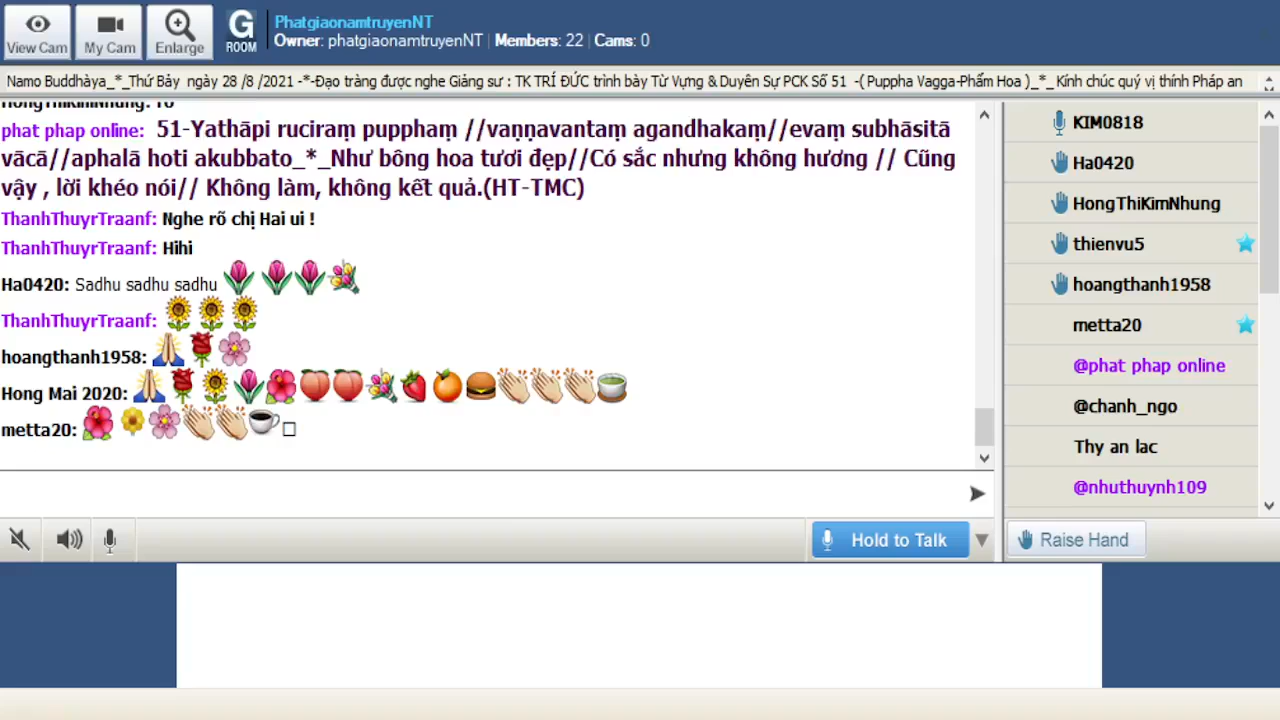 View Cam
My Cam
Enlarge
G
ROOM
PhatgiaonamtruyenNT
Owner: phatgiaonamtruyenNT | Members: 22 | Cams: 0
Namo Buddhàya_*_Thứ Bảy ngày 28 /8 /2021 -*-Đạo tràng được nghe Giảng sư : TK TRÍ ĐỨC trình bày Từ Vựng & Duyên Sự PCK Số 51 -( Puppha Vagga-Phẩm Hoa )_*_ Kính chúc quý vị thính Pháp an
HongThiKimNhung: rõ
phat phap online: 51-Yathāpi ruciraṃ pupphaṃ //vaṇṇavantaṃ agandhakaṃ//evaṃ subhāsitā
vācā//aphalā hoti akubbato_*_Như bông hoa tươi đẹp//Có sắc nhưng không hương // Cũng
vậy , lời khéo nói// Không làm, không kết quả.(HT-TMC)
ThanhThuyrTraanf: Nghe rõ chị Hai ui !
ThanhThuyrTraanf: Hihi
Ha0420: Sadhu sadhu sadhu
ThanhThuyrTraanf:
hoangthanh1958:
Hong Mai 2020:
metta20:
Hold to Talk
KIM0818
Ha0420
HongThiKimNhung
thienvu5
hoangthanh1958
metta20
@phat phap online
@chanh_ngo
Thy an lac
@nhuthuynh109
Raise Hand